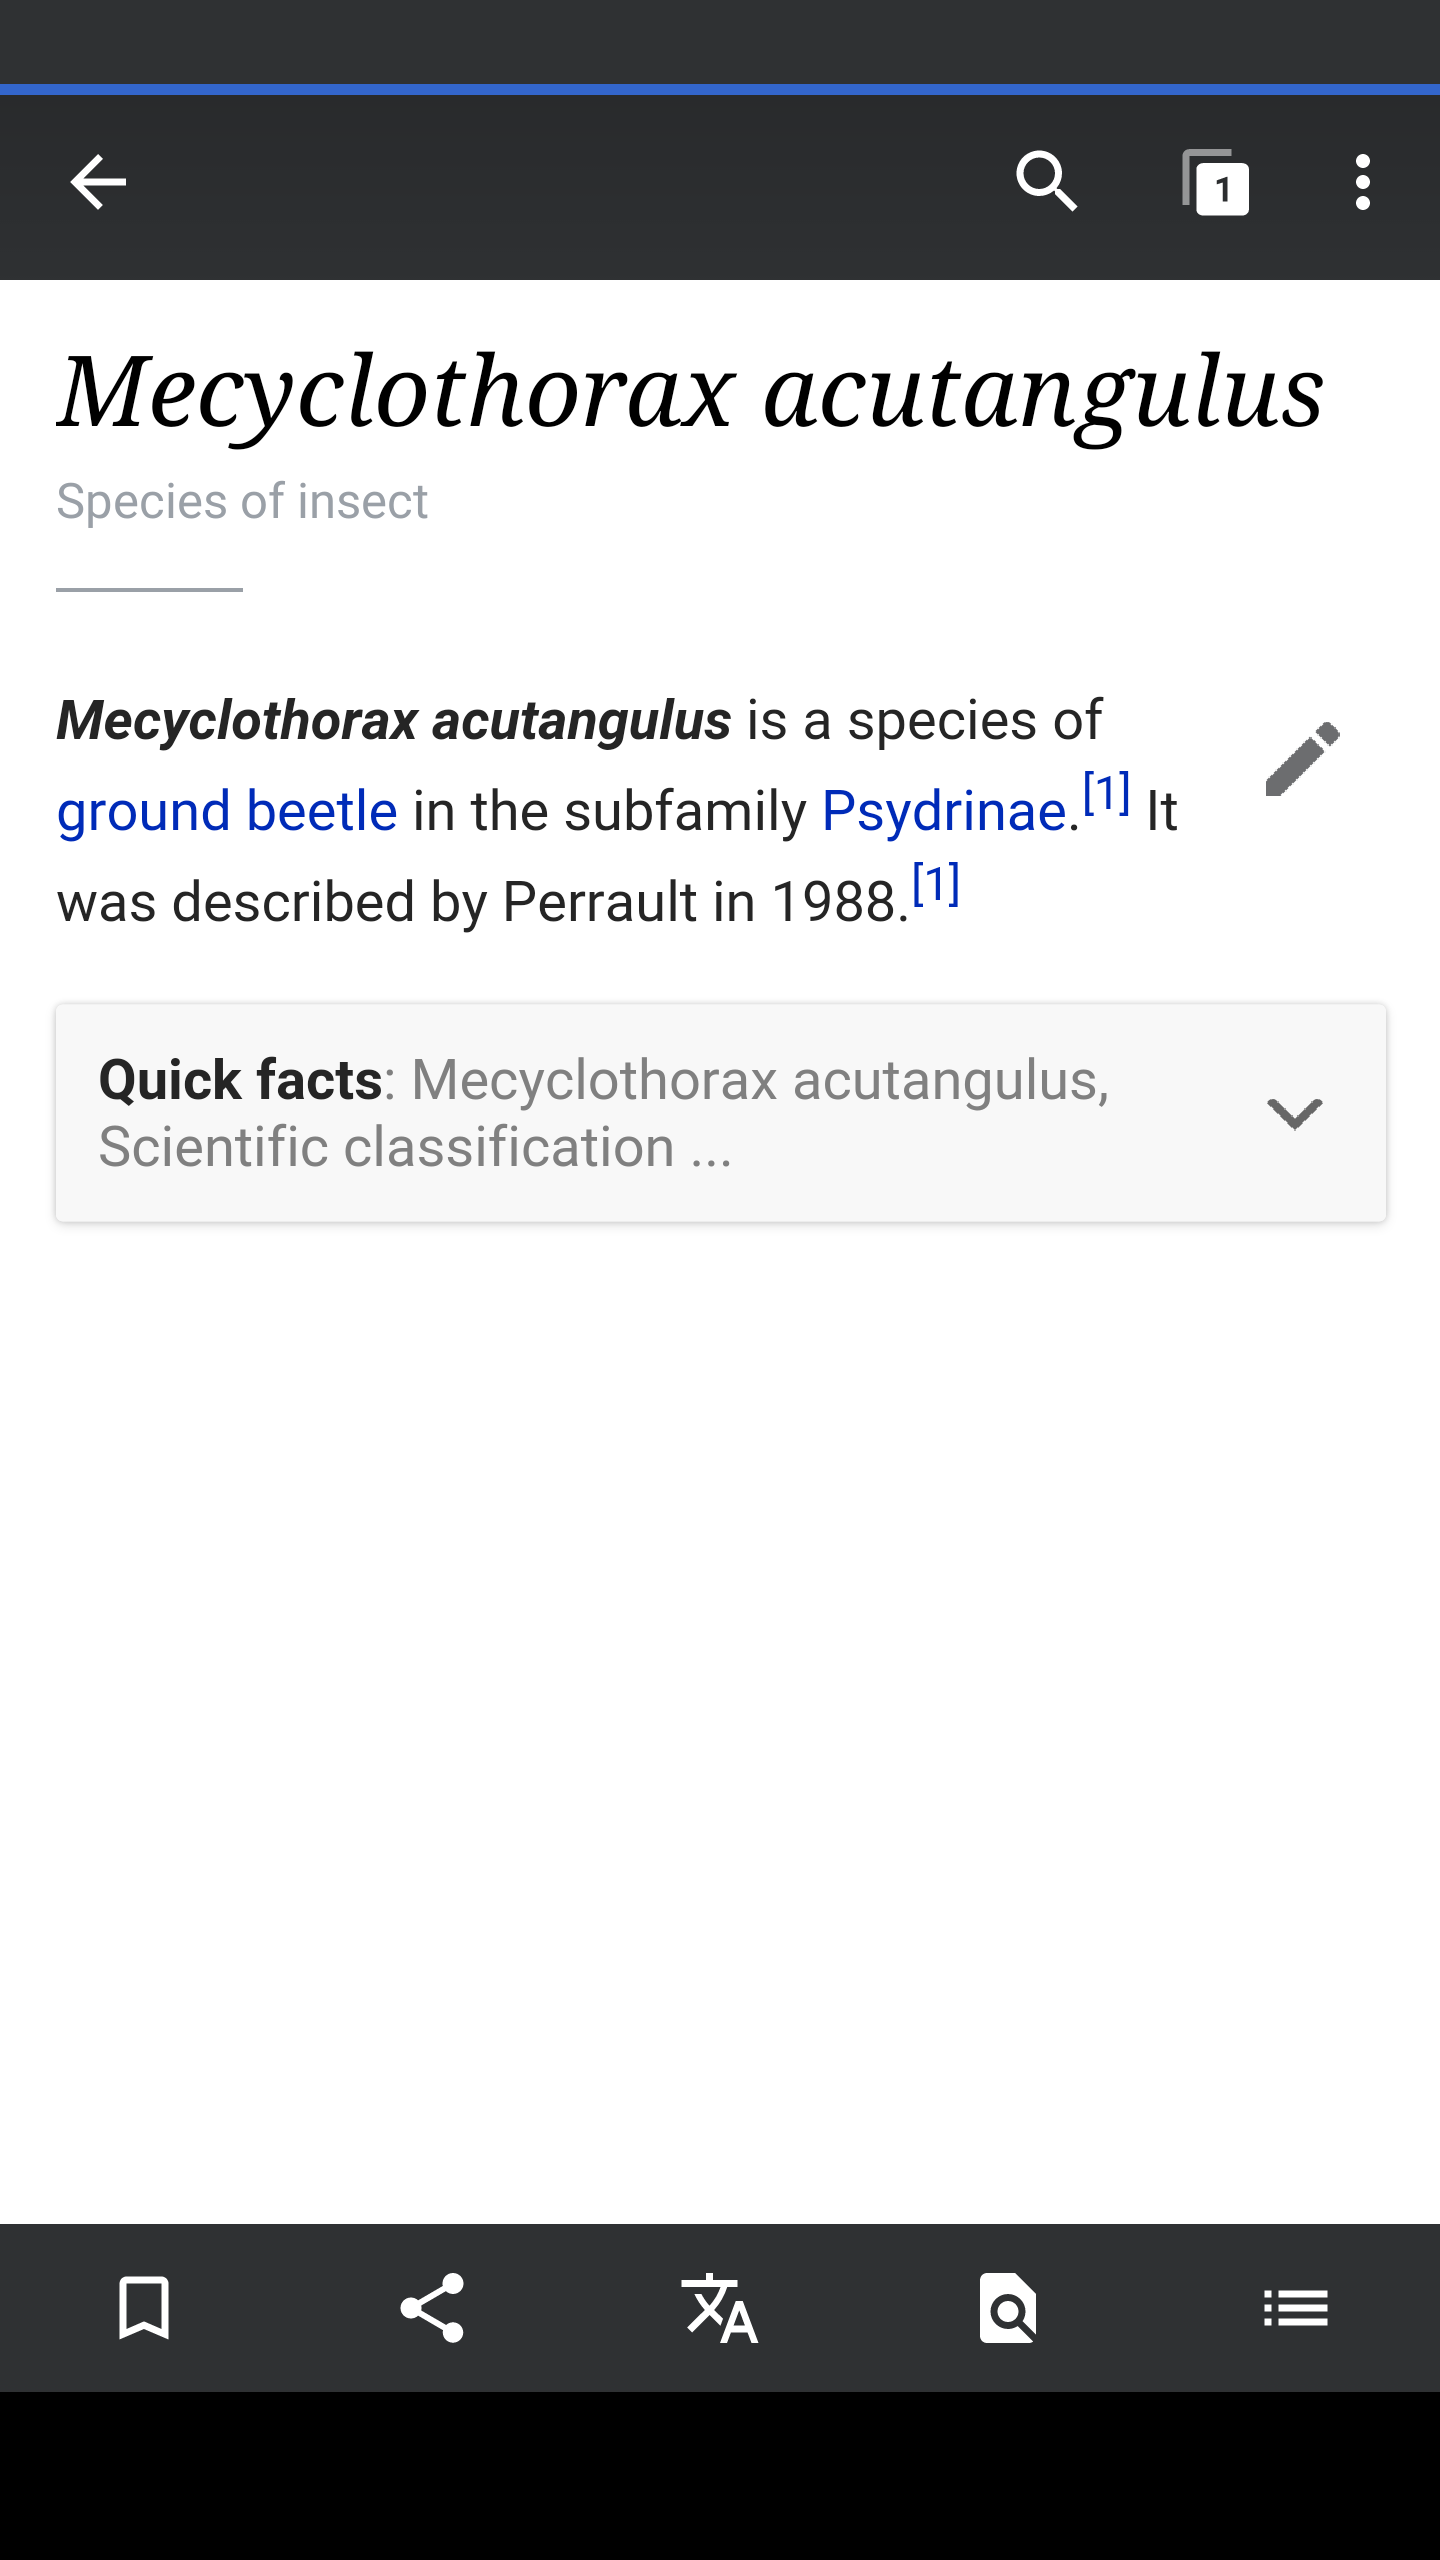 1
Mecyclothorax acutangulus
Species of insect
Mecyclothorax acutangulus is a species of
ground beetle in the subfamily Psydrinae.[1] It
was described by Perrault in 1988.[1]
Quick facts: Mecyclothorax acutangulus,
Scientific classification ...